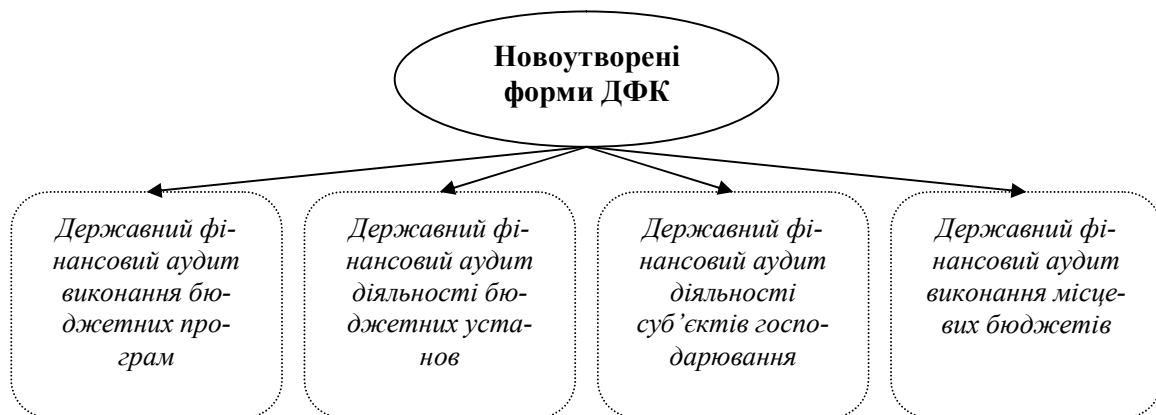 Новоутворені
форми ДФК
Державний фі-
нансовий аудит
виконання бю-
джетних про-
грам
Державний фі-
нансовий аудит
діяльності бю-
джетних уста-
нов
Державний фі-
нансовий аудит
діяльності
суб’єктів госпо-
дарювання
Державний фі-
нансовий аудит
виконання місце-
вих бюджетів